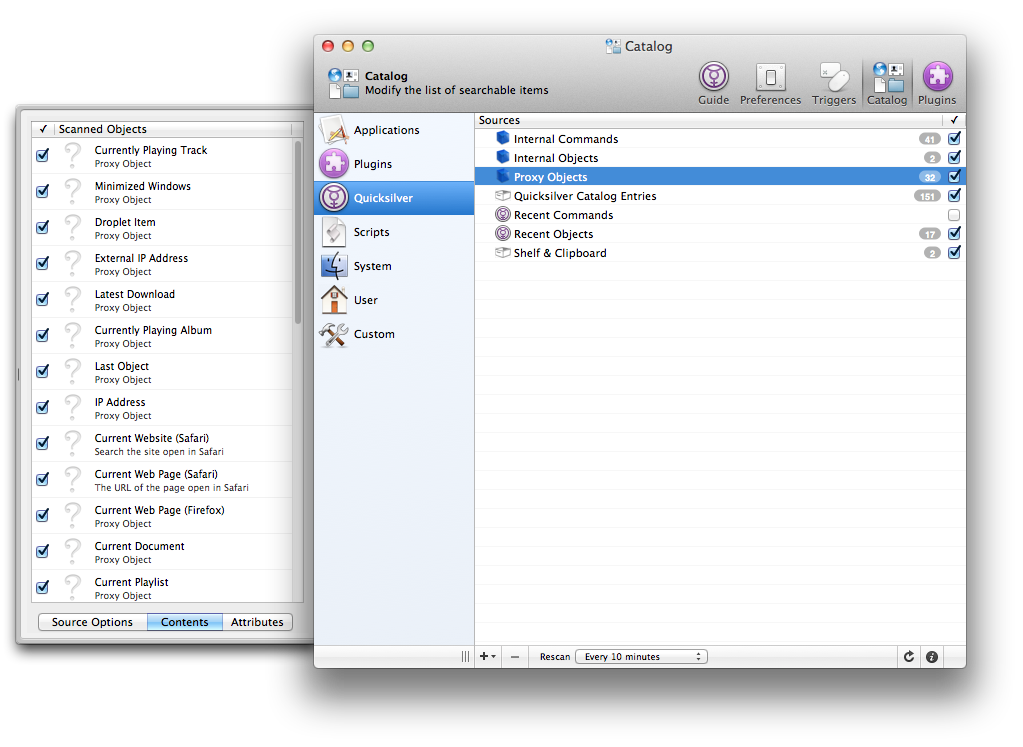 Catalog
Catalog
Modify the list of searchable items
Guide
Preferences
Triggers
Catalog
Plugins
✓ Scanned Objects
Currently Playing Track
Proxy Object
Minimized Windows
Proxy Object
Droplet Item
Proxy Object
External IP Address
Proxy Object
Latest Download
Proxy Object
Currently Playing Album
Proxy Object
Last Object
Proxy Object
IP Address
Proxy Object
Current Website (Safari)
Search the site open in Safari
Current Web Page (Safari)
The URL of the page open in Safari
Current Web Page (Firefox)
Proxy Object
Current Document
Proxy Object
Current Playlist
Proxy Object
Source Options
Contents
Attributes
Applications
Plugins
Quicksilver
Scripts
System
User
Custom
Sources ✓
Internal Commands 41
Internal Objects 2
Proxy Objects 32
Quicksilver Catalog Entries 151
Recent Commands
Recent Objects 17
Shelf & Clipboard 2
Rescan Every 10 minutes